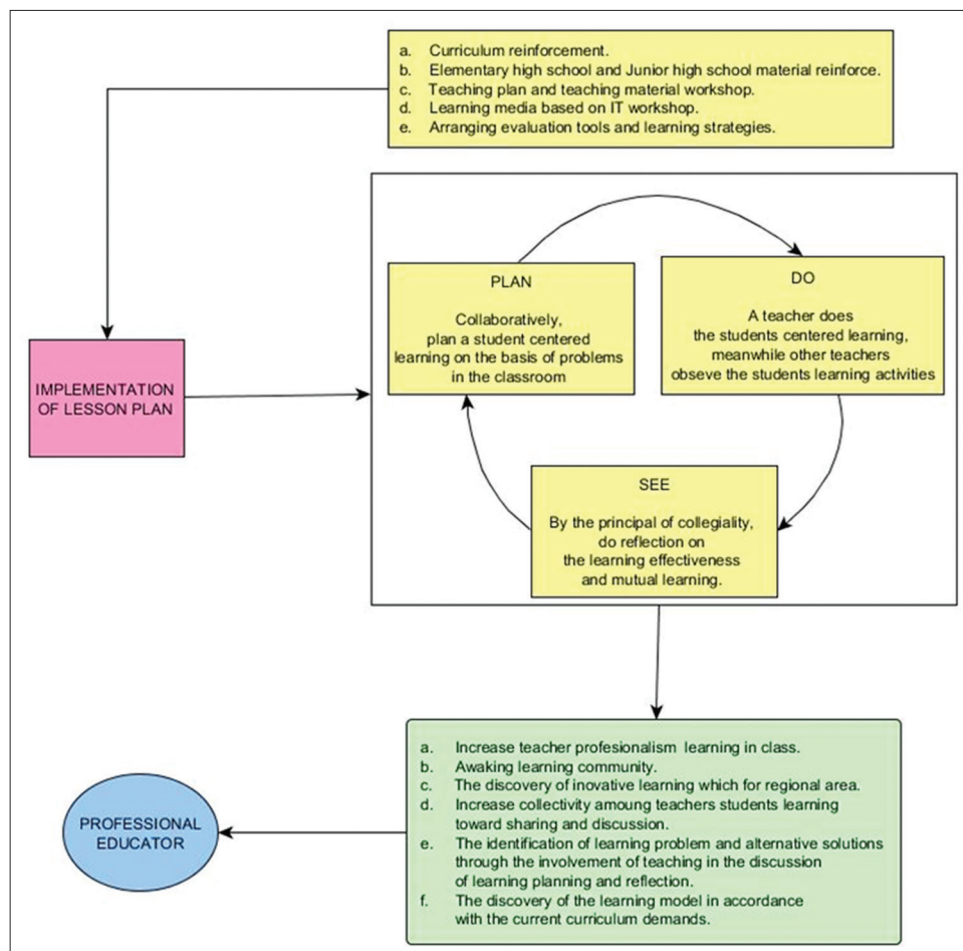 a. Curriculum reinforcement.
b. Elementary high school and Junior high school material reinforce.
c. Teaching plan and teaching material workshop.
d. Learning media based on IT workshop.
e. Arranging evaluation tools and learning strategies.
PLAN
Collaboratively,
plan a student centered
learning on the basis of problems
in the classroom
DO
A teacher does
the students centered learning,
meanwhile other teachers
obseve the students learning activities
IMPLEMENTATION
OF LESSON PLAN
SEE
By the principal of collegiality,
do reflection on
the learning effectiveness
and mutual learning.
a. Increase teacher profesionalism learning in class.
b. Awaking learning community.
c. The discovery of inovative learning which for regional area.
d. Increase collectivity amoung teachers students learning
toward sharing and discussion.
e. The identification of learning problem and alternative solutions
through the involvement of teaching in the discussion
of learning planning and reflection.
f. The discovery of the learning model in accordance
with the current curriculum demands.
PROFESSIONAL
EDUCATOR